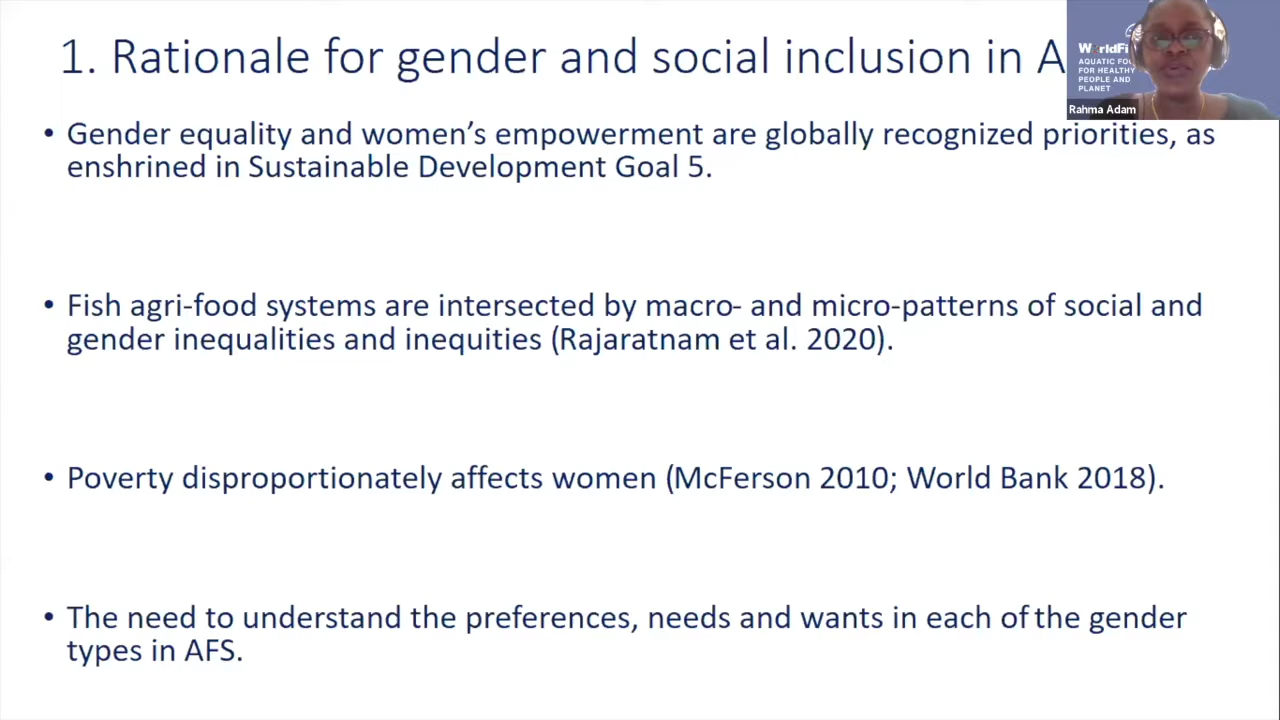 1. Rationale for gender and social inclusion in A
• Gender equality and women's empowerment are globally recognized priorities, as
enshrined in Sustainable Development Goal 5.
• Fish agri-food systems are intersected by macro- and micro-patterns of social and
gender inequalities and inequities (Rajaratnam et al. 2020).
• Poverty disproportionately affects women (McFerson 2010; World Bank 2018).
• The need to understand the preferences, needs and wants in each of the gender
types in AFS.
AQUATIC
FOR HEALTHY
PEOPLE AND
PLANET
Rahma Adam